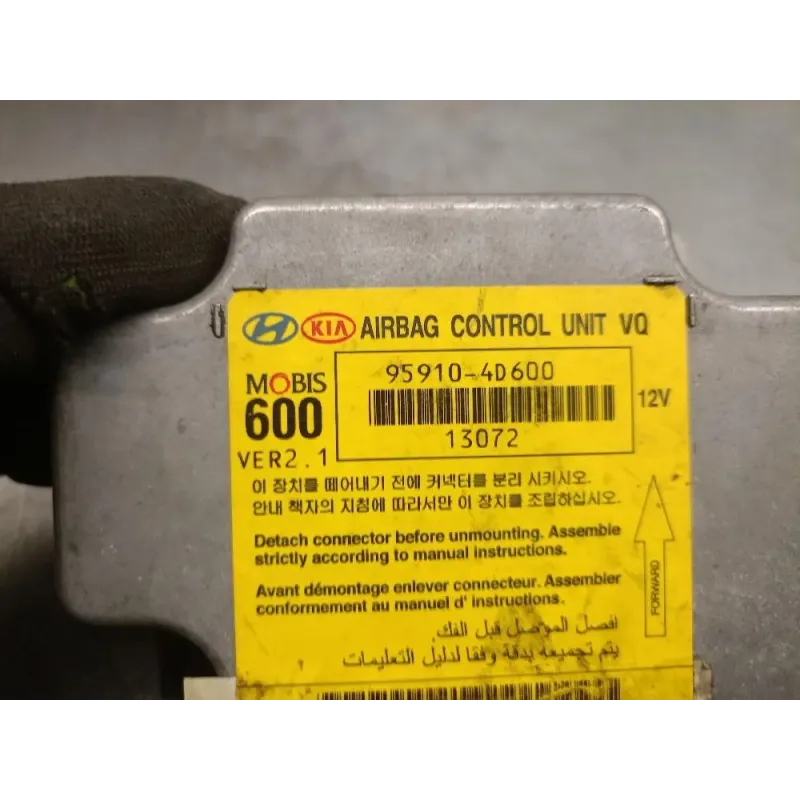 HYUNDAI KIA AIRBAG CONTROL UNIT VQ
MOBIS
600
VER2.1
95910-4D600
13072
12V
이 장치를 떼어내기 전에 커넥터를 분리 시키시오.
안내 책자의 지침에 따라서만 이 장치를 조립하십시오.
Detach connector before unmounting. Assemble
strictly according to manual instructions.
Avant démontage enlever connecteur. Assembler
conformement au manuel d' instructions.
افصل الموصل قبل الفك.
يتم تجميعه بدقة وفقا لدليل التعليمات
FORWARD